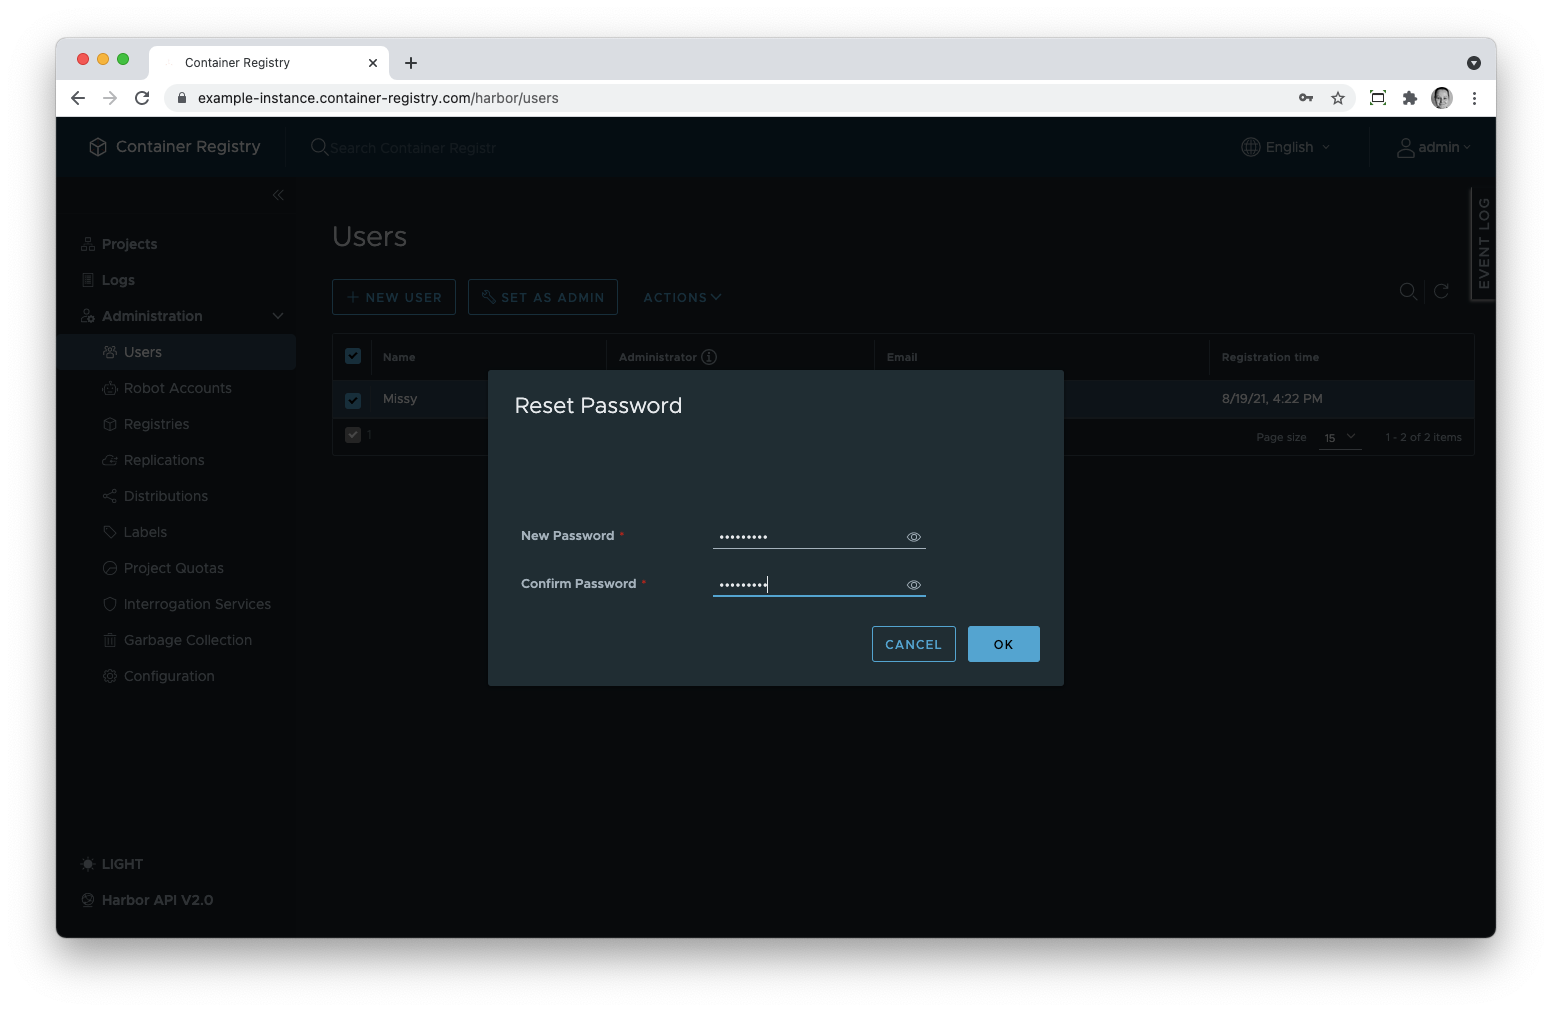 Container Registry
example-instance.container-registry.com/harbor/users
Container Registry
Search Container Registr
English
admin
EVENT LOG
Projects
Logs
Administration
Users
Robot Accounts
Registries
Replications
Distributions
Labels
Project Quotas
Interrogation Services
Garbage Collection
Configuration
LIGHT
Harbor API V2.0
Users
+ NEW USER
SET AS ADMIN
ACTIONS
Name Administrator Email Registration time
Missy 8/19/21, 4:22 PM
1 Page size 15 1 - 2 of 2 items
Reset Password
New Password * •••••••••
Confirm Password * •••••••••
CANCEL OK